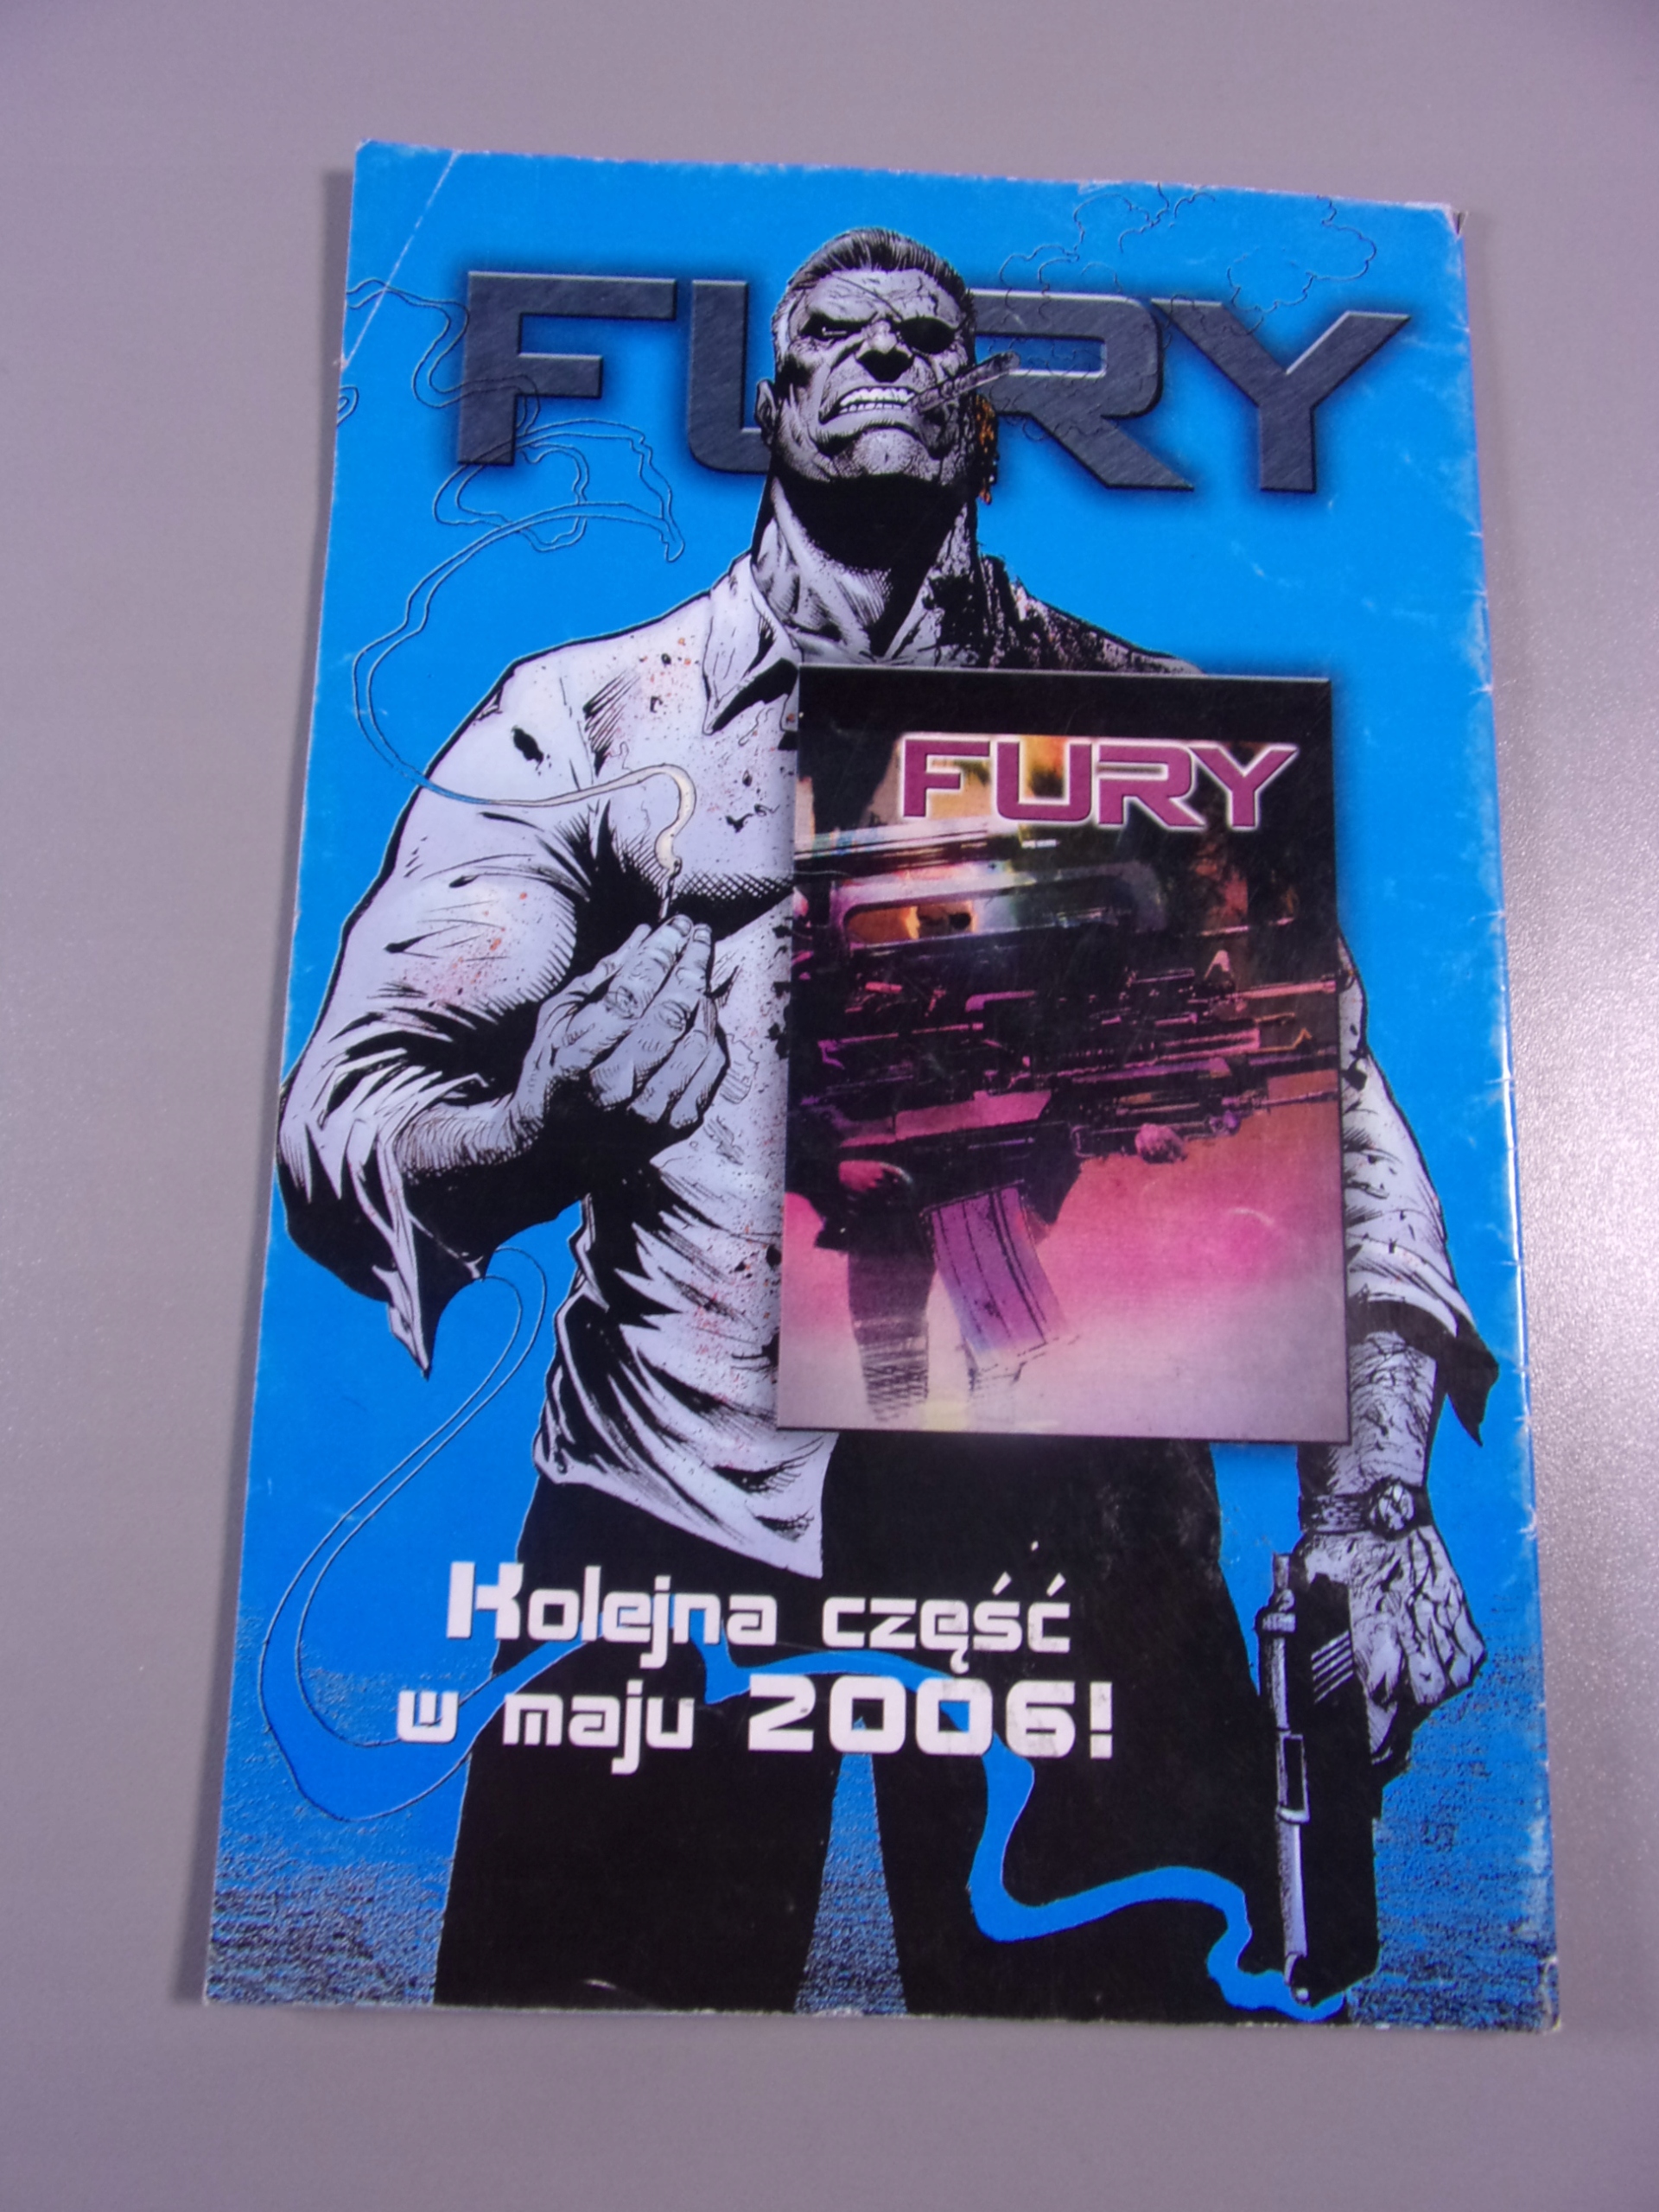 FURY
FURY
Kolejna część
w maju 2006!